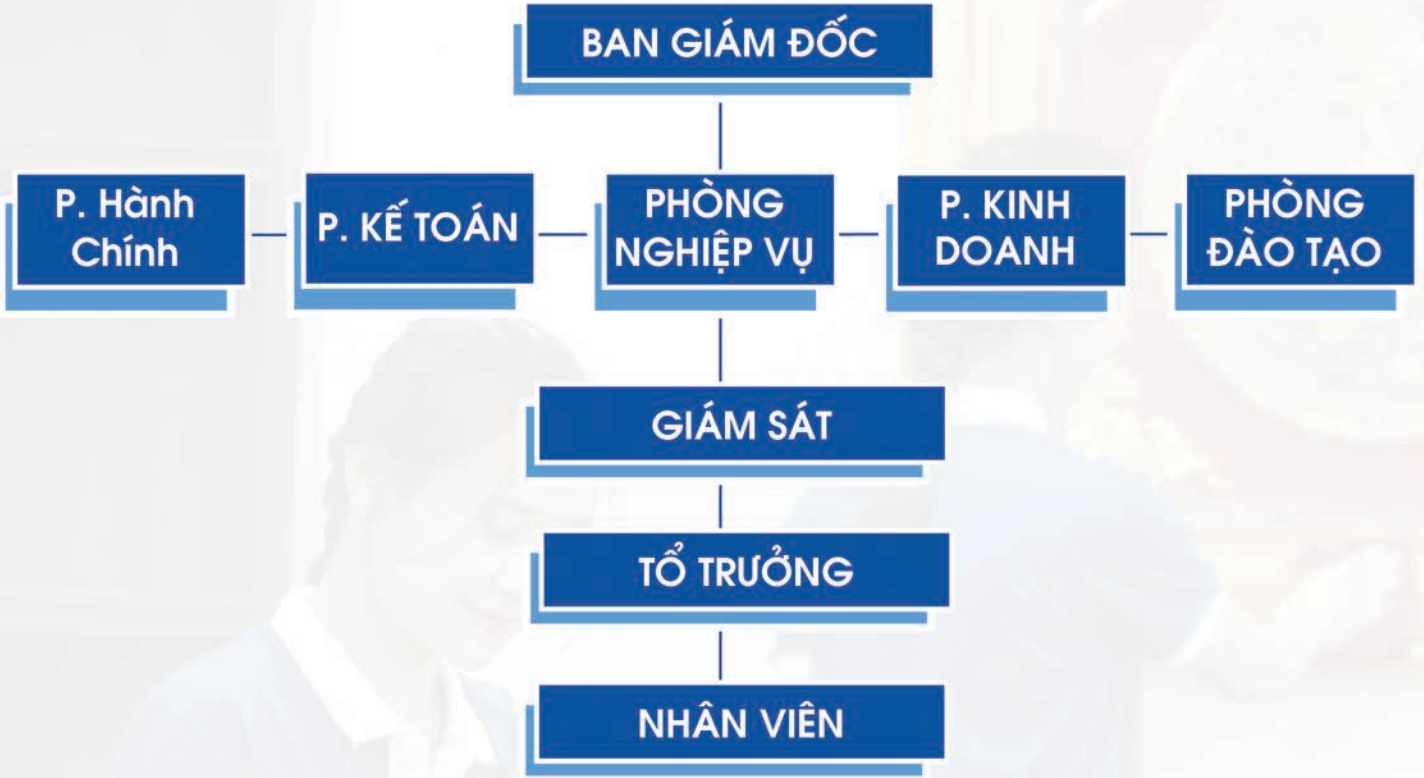 BAN GIÁM ĐỐC
P. Hành
Chính
P. KẾ TOÁN
PHÒNG
NGHIỆP VỤ
P. KINH
DOANH
PHÒNG
ĐÀO TẠO
GIÁM SÁT
TỔ TRƯỞNG
NHÂN VIÊN